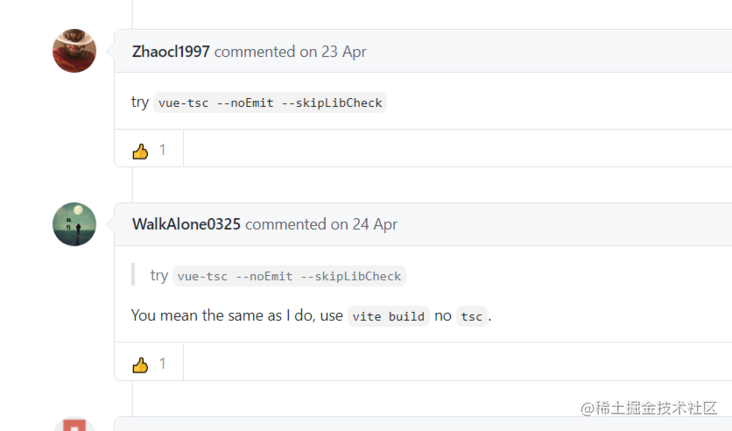 Zhaocl1997 commented on 23 Apr
try vue-tsc --noEmit --skipLibCheck
1
WalkAlone0325 commented on 24 Apr
try vue-tsc --noEmit --skipLibCheck
You mean the same as I do, use vite build no tsc.
1
@稀土掘金技术社区